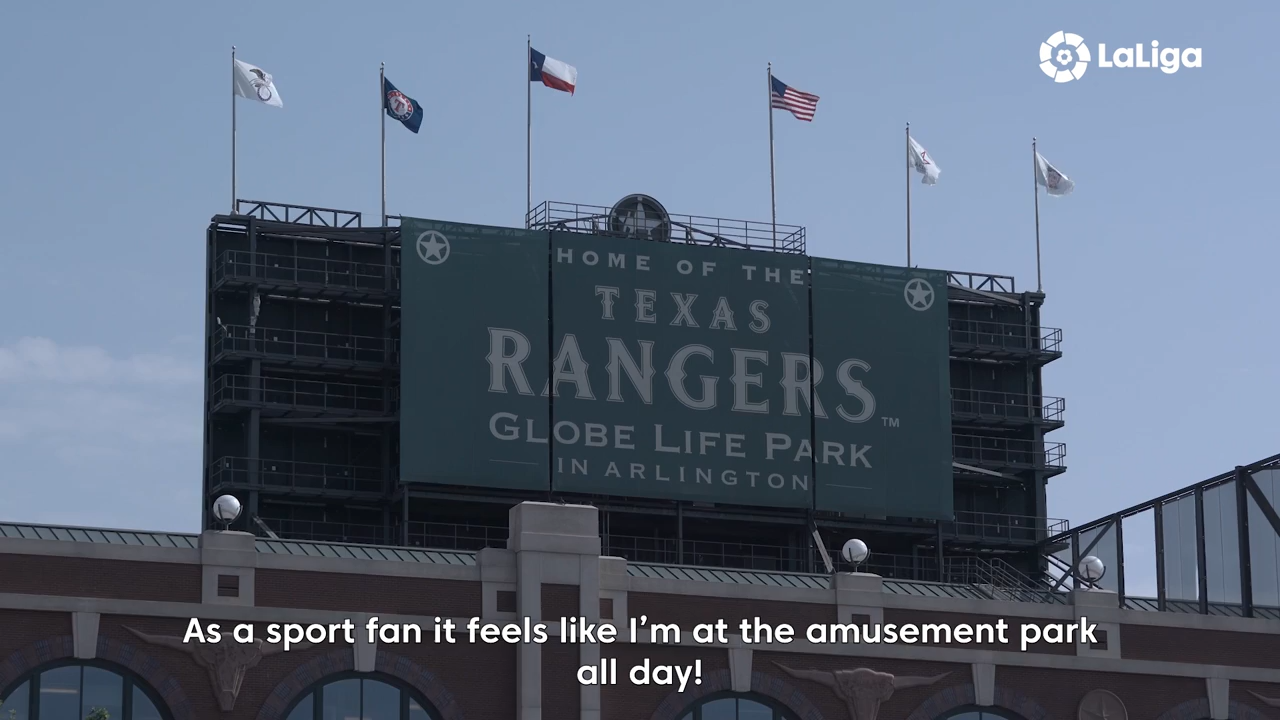 LaLiga
HOME OF THE
TEXAS
RANGERS
TM
GLOBE LIFE PARK
IN ARLINGTON
As a sport fan it feels like I'm at the amusement park
all day!